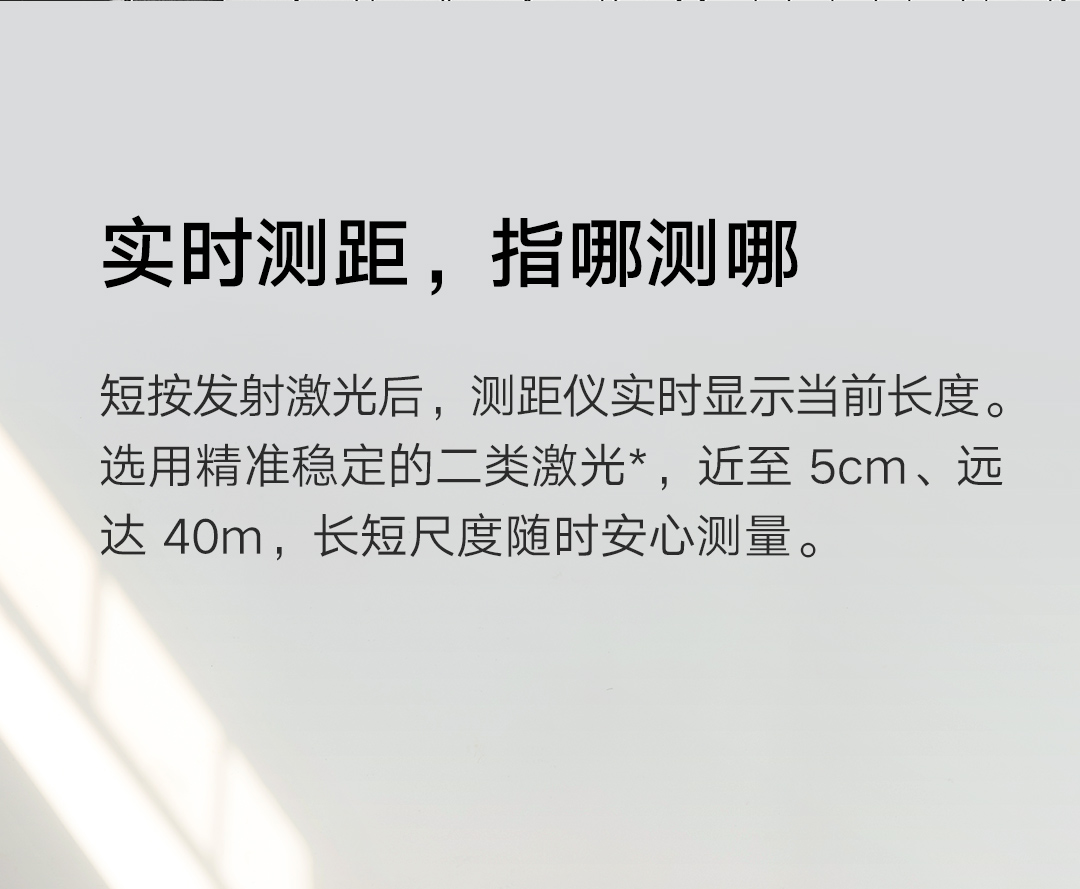 实时测距，指哪测哪
短按发射激光后，测距仪实时显示当前长度。
选用精准稳定的二类激光*，近至 5cm、远
达 40m，长短尺度随时安心测量。